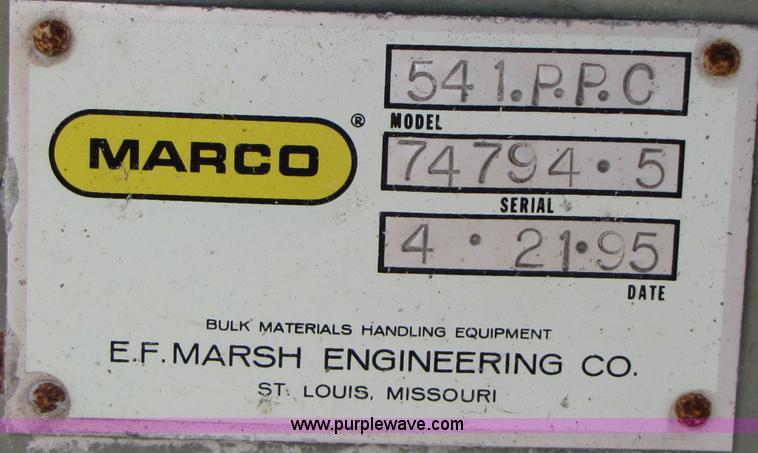 MARCO ®
541.P.P.C
MODEL
74794.5
SERIAL
4 . 21.95
DATE
BULK MATERIALS HANDLING EQUIPMENT
E.F. MARSH ENGINEERING CO.
ST. LOUIS, MISSOURI
www.purplewave.com